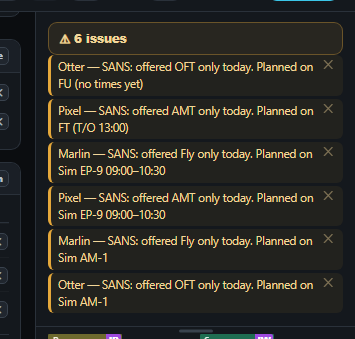 ⚠ 6 issues
Otter — SANS: offered OFT only today. Planned on
FU (no times yet)
Pixel — SANS: offered AMT only today. Planned on
FT (T/O 13:00)
Marlin — SANS: offered Fly only today. Planned on
Sim EP-9 09:00–10:30
Pixel — SANS: offered AMT only today. Planned on
Sim EP-9 09:00–10:30
Marlin — SANS: offered Fly only today. Planned on
Sim AM-1
Otter — SANS: offered OFT only today. Planned on
Sim AM-1